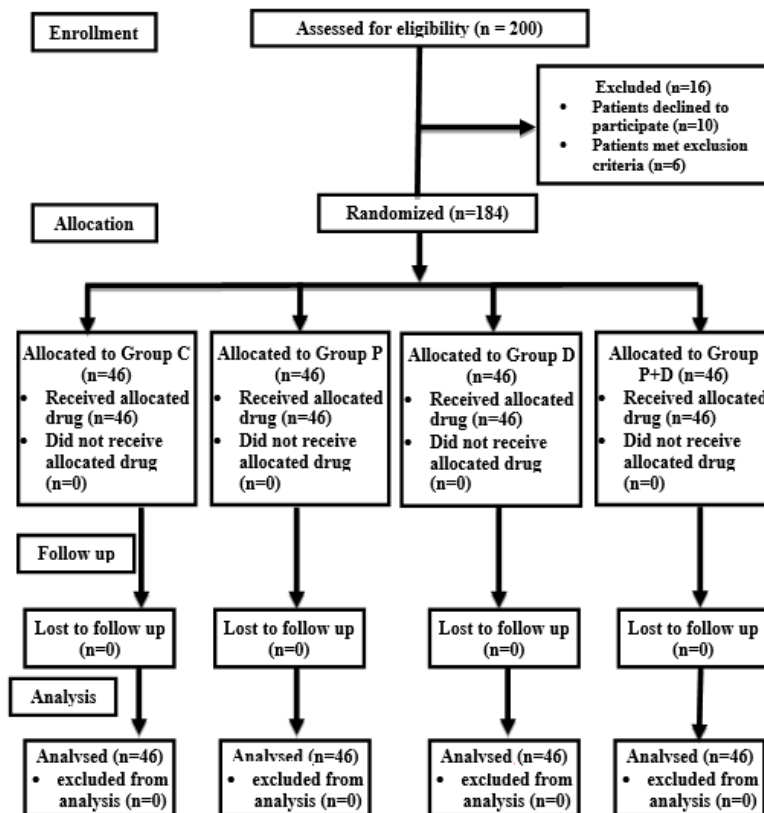 Enrollment
Assessed for eligibility (n = 200)
Excluded (n=16)
• Patients declined to
participate (n=10)
• Patients met exclusion
criteria (n=6)
Allocation
Randomized (n=184)
Allocated to Group C
(n=46)
• Received allocated
drug (n=46)
• Did not receive
allocated drug
(n=0)
Allocated to Group P
(n=46)
• Received allocated
drug (n=46)
• Did not receive
allocated drug
(n=0)
Allocated to Group D
(n=46)
• Received allocated
drug (n=46)
• Did not receive
allocated drug
(n=0)
Allocated to Group
P+D (n=46)
• Received allocated
drug (n=46)
• Did not receive
allocated drug
(n=0)
Follow up
Lost to follow up
(n=0)
Lost to follow up
(n=0)
Lost to follow up
(n=0)
Lost to follow up
(n=0)
Analysis
Analysed (n=46)
• excluded from
analysis (n=0)
Analysed (n=46)
• excluded from
analysis (n=0)
Analysed (n=46)
• excluded from
analysis (n=0)
Analysed (n=46)
• excluded from
analysis (n=0)